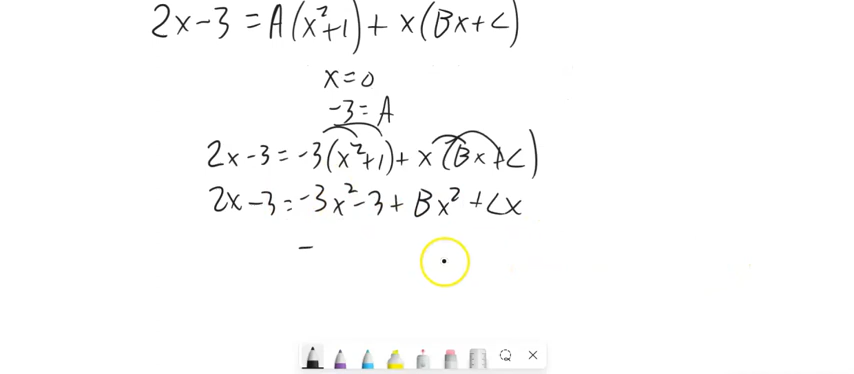 2x-3=A(x²+1)+x(Bx+C)
x=0
-3=A
2x-3=-3(x²+1)+x(Bx+C)
2x-3=-3x²-3+Bx²+Cx
-